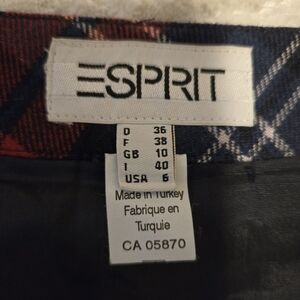 ESPRIT
D 36
F 38
GB 10
I 40
USA 6
Made in Turkey
Fabrique en
Turquie
CA 05870